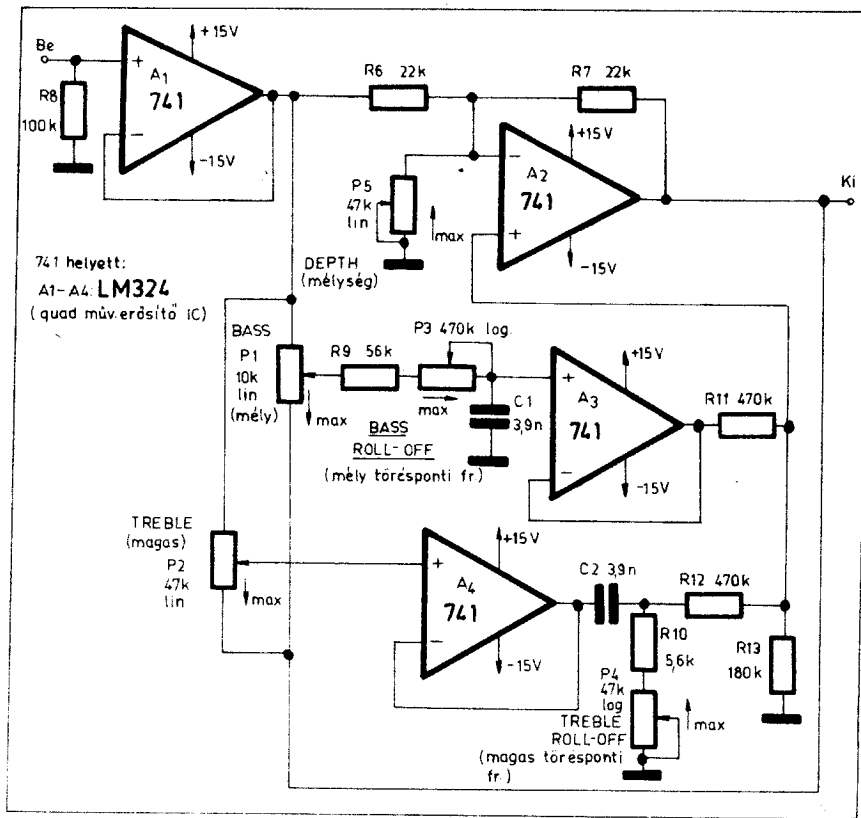 Be
+15V
A1
741
+
−
−15V
R8
100k
R6 22k
R7 22k
+15V
A2
741
−
+
−15V
Ki
P5
47k
lin
max
DEPTH
(mélység)
741 helyett:
A1-A4: LM324
(quad műv.erősítő IC)
BASS
P1
10k
lin
(mély)
max
R9 56k
P3 470k log.
max
C1
3,9n
BASS
ROLL-OFF
(mély törésponti fr.)
+15V
A3
741
+
−
−15V
R11 470k
TREBLE
(magas)
P2
47k
lin
max
+15V
A4
741
+
−
−15V
C2 3,9n
R12 470k
R10
5,6k
R13
180k
P4
47k
log
max
TREBLE
ROLL-OFF
(magas törésponti
fr.)